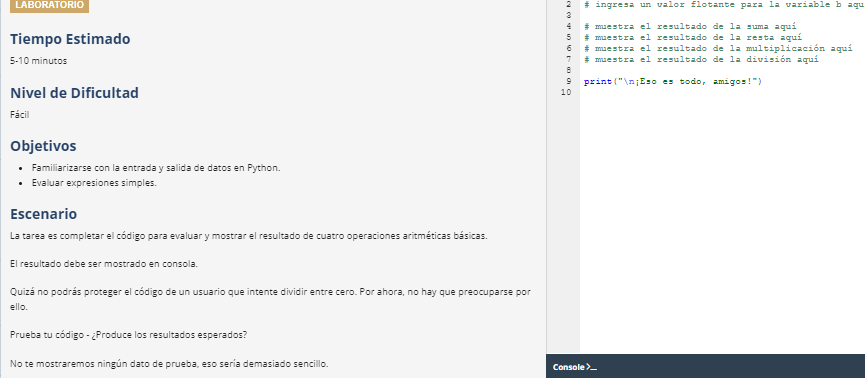 LABORATORIO
Tiempo Estimado
5-10 minutos
Nivel de Dificultad
Fácil
Objetivos
• Familiarizarse con la entrada y salida de datos en Python.
• Evaluar expresiones simples.
Escenario
La tarea es completar el código para evaluar y mostrar el resultado de cuatro operaciones aritméticas básicas.
El resultado debe ser mostrado en consola.
Quizá no podrás proteger el código de un usuario que intente dividir entre cero. Por ahora, no hay que preocuparse por
ello.
Prueba tu código - ¿Produce los resultados esperados?
No te mostraremos ningún dato de prueba, eso sería demasiado sencillo.
2 # ingresa un valor flotante para la variable b aqu
3
4 # muestra el resultado de la suma aquí
5 # muestra el resultado de la resta aquí
6 # muestra el resultado de la multiplicación aquí
7 # muestra el resultado de la división aquí
8
9 print("\n¡Eso es todo, amigos!")
10
Console >_